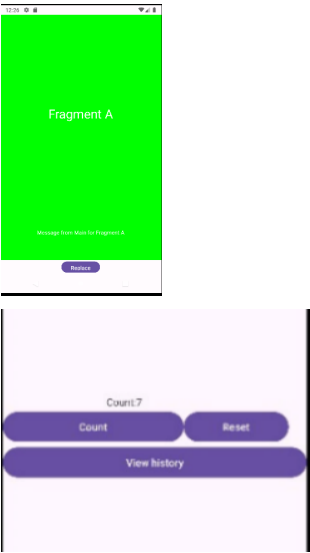 12:26
Fragment A
Message from Main for Fragment A
Replace
Count:7
Count Reset
View history